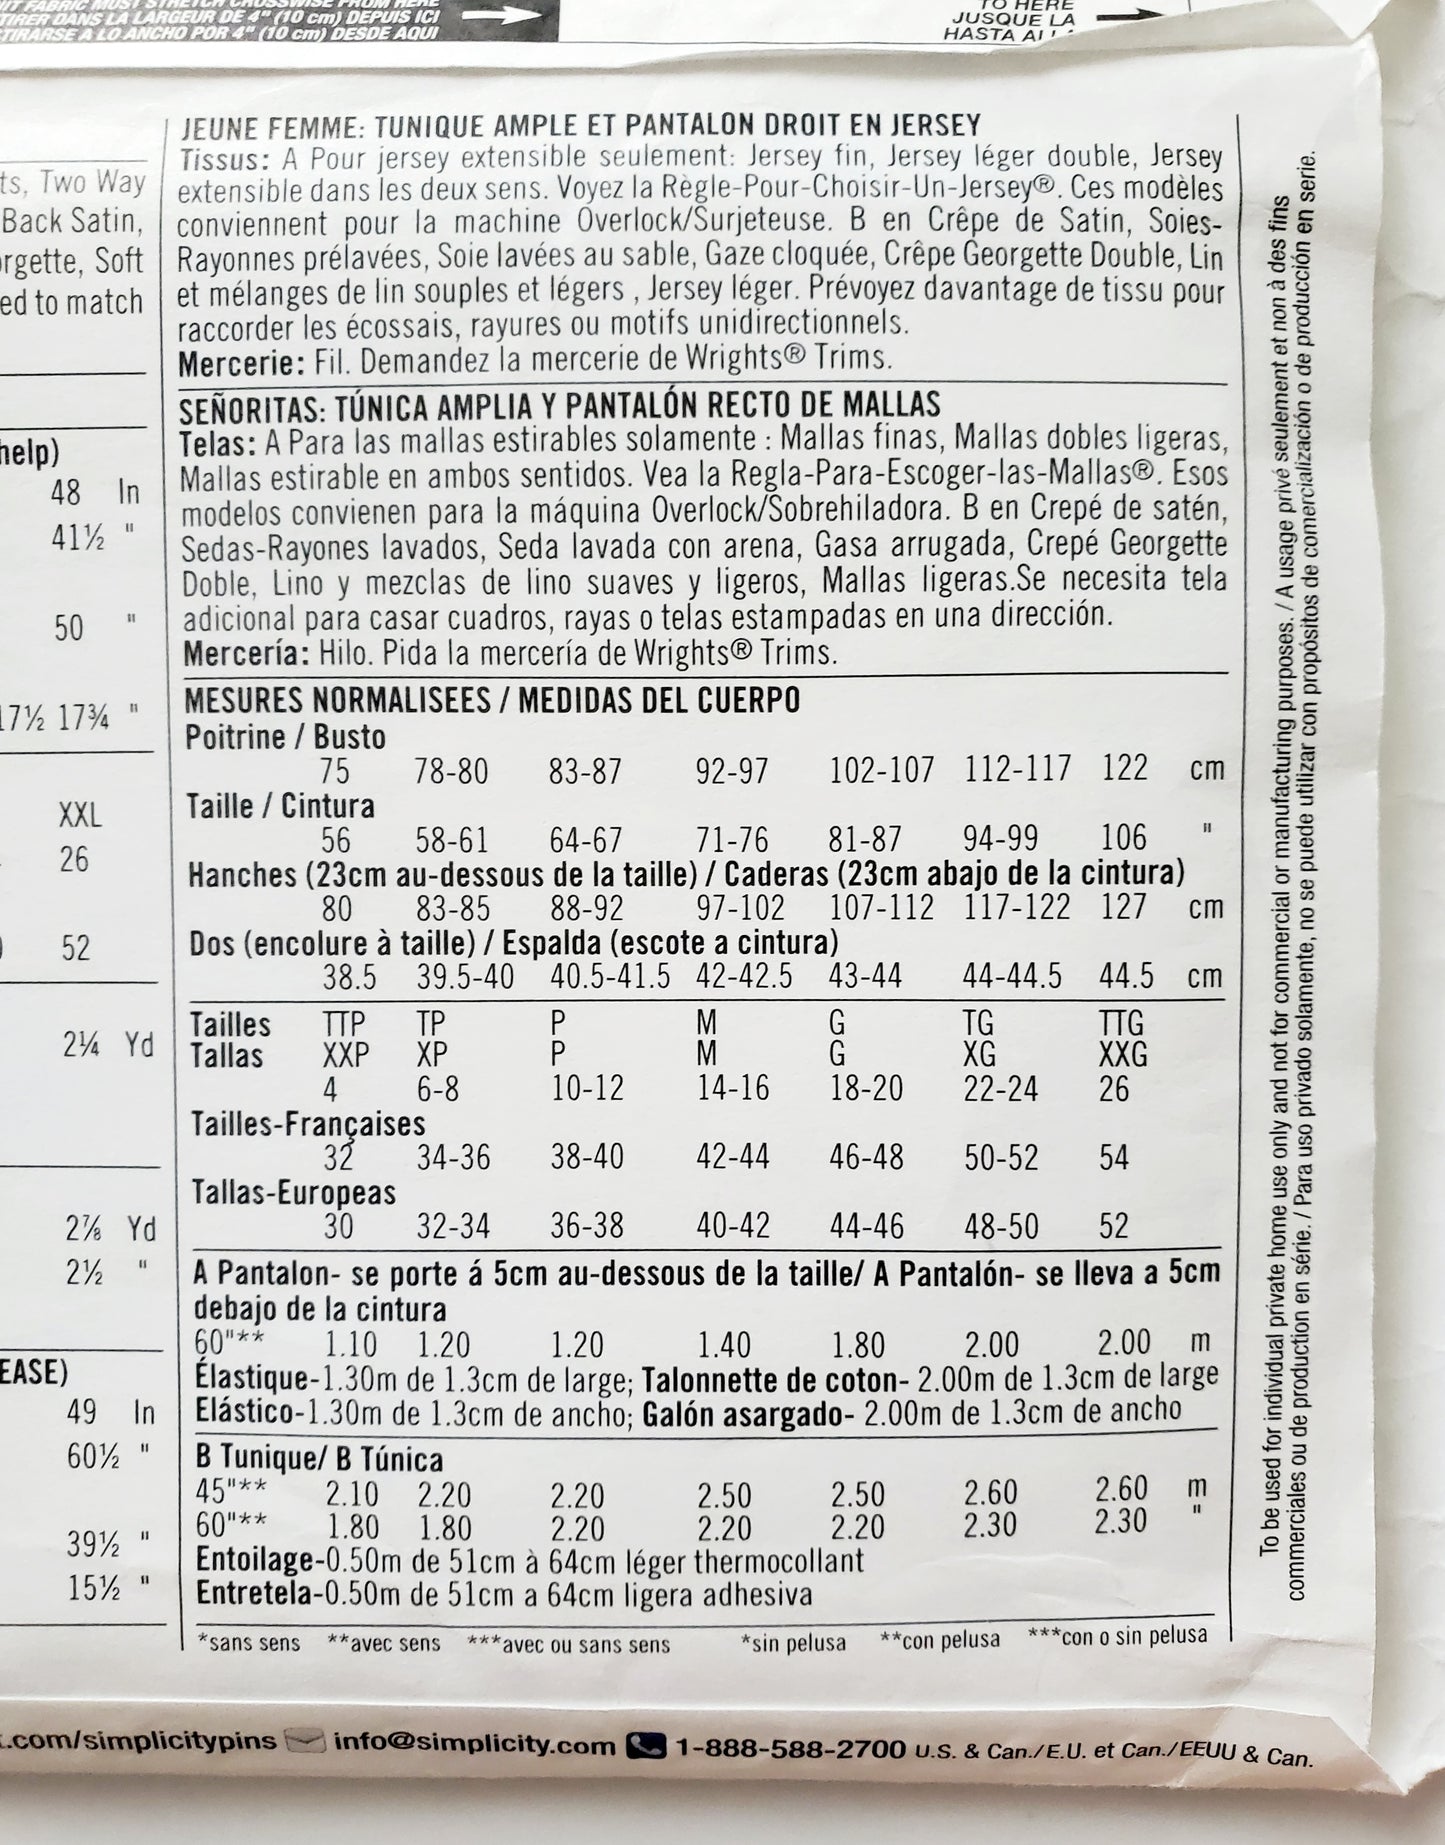 TIRER DANS LA LARGEUR DE 4" (10 cm) DEPUIS ICI
TIRARSE A LO ANCHO POR 4" (10 cm) DESDE AQUI
TO HERE
JUSQUE LA
HASTA
ts, Two Way
Back Satin,
rgette, Soft
ed to match
help)
48 In
41½ "
50 "
17½ 17¾ "
XXL
26
52
2¼ Yd
2⅞ Yd
2½ "
EASE)
49 In
60½ "
39½ "
15½ "
JEUNE FEMME: TUNIQUE AMPLE ET PANTALON DROIT EN JERSEY
Tissus: A Pour jersey extensible seulement: Jersey fin, Jersey léger double, Jersey
extensible dans les deux sens. Voyez la Règle-Pour-Choisir-Un-Jersey®. Ces modèles
conviennent pour la machine Overlock/Surjeteuse. B en Crêpe de Satin, Soies-
Rayonnes prélavées, Soie lavées au sable, Gaze cloquée, Crêpe Georgette Double, Lin
et mélanges de lin souples et légers , Jersey léger. Prévoyez davantage de tissu pour
raccorder les écossais, rayures ou motifs unidirectionnels.
Mercerie: Fil. Demandez la mercerie de Wrights® Trims.
SEÑORITAS: TÚNICA AMPLIA Y PANTALÓN RECTO DE MALLAS
Telas: A Para las mallas estirables solamente : Mallas finas, Mallas dobles ligeras,
Mallas estirable en ambos sentidos. Vea la Regla-Para-Escoger-las-Mallas®. Esos
modelos convienen para la máquina Overlock/Sobrehiladora. B en Crepé de satén,
Sedas-Rayones lavados, Seda lavada con arena, Gasa arrugada, Crepé Georgette
Doble, Lino y mezclas de lino suaves y ligeros, Mallas ligeras.Se necesita tela
adicional para casar cuadros, rayas o telas estampadas en una dirección.
Mercería: Hilo. Pida la mercería de Wrights® Trims.
MESURES NORMALISEES / MEDIDAS DEL CUERPO
Poitrine / Busto
75 78-80 83-87 92-97 102-107 112-117 122 cm
Taille / Cintura
56 58-61 64-67 71-76 81-87 94-99 106 "
Hanches (23cm au-dessous de la taille) / Caderas (23cm abajo de la cintura)
80 83-85 88-92 97-102 107-112 117-122 127 cm
Dos (encolure à taille) / Espalda (escote a cintura)
38.5 39.5-40 40.5-41.5 42-42.5 43-44 44-44.5 44.5 cm
Tailles TTP TP P M G TG TTG
Tallas XXP XP P M G XG XXG
4 6-8 10-12 14-16 18-20 22-24 26
Tailles-Françaises
32 34-36 38-40 42-44 46-48 50-52 54
Tallas-Europeas
30 32-34 36-38 40-42 44-46 48-50 52
A Pantalon- se porte á 5cm au-dessous de la taille/ A Pantalón- se lleva a 5cm
debajo de la cintura
60"** 1.10 1.20 1.20 1.40 1.80 2.00 2.00 m
Élastique-1.30m de 1.3cm de large; Talonnette de coton- 2.00m de 1.3cm de large
Elástico-1.30m de 1.3cm de ancho; Galón asargado- 2.00m de 1.3cm de ancho
B Tunique/ B Túnica
45"** 2.10 2.20 2.20 2.50 2.50 2.60 2.60 m
60"** 1.80 1.80 2.20 2.20 2.20 2.30 2.30 "
Entoilage-0.50m de 51cm à 64cm léger thermocollant
Entretela-0.50m de 51cm a 64cm ligera adhesiva
*sans sens **avec sens ***avec ou sans sens *sin pelusa **con pelusa ***con o sin pelusa
To be used for individual private home use only and not for commercial or manufacturing purposes. / A usage privé seulement et non à des fins
commerciales ou de production en série. / Para uso privado solamente, no se puede utilizar con propósitos de comercialización o de producción en serie.
.com/simplicitypins info@simplicity.com 1-888-588-2700 U.S. & Can./E.U. et Can./EEUU & Can.